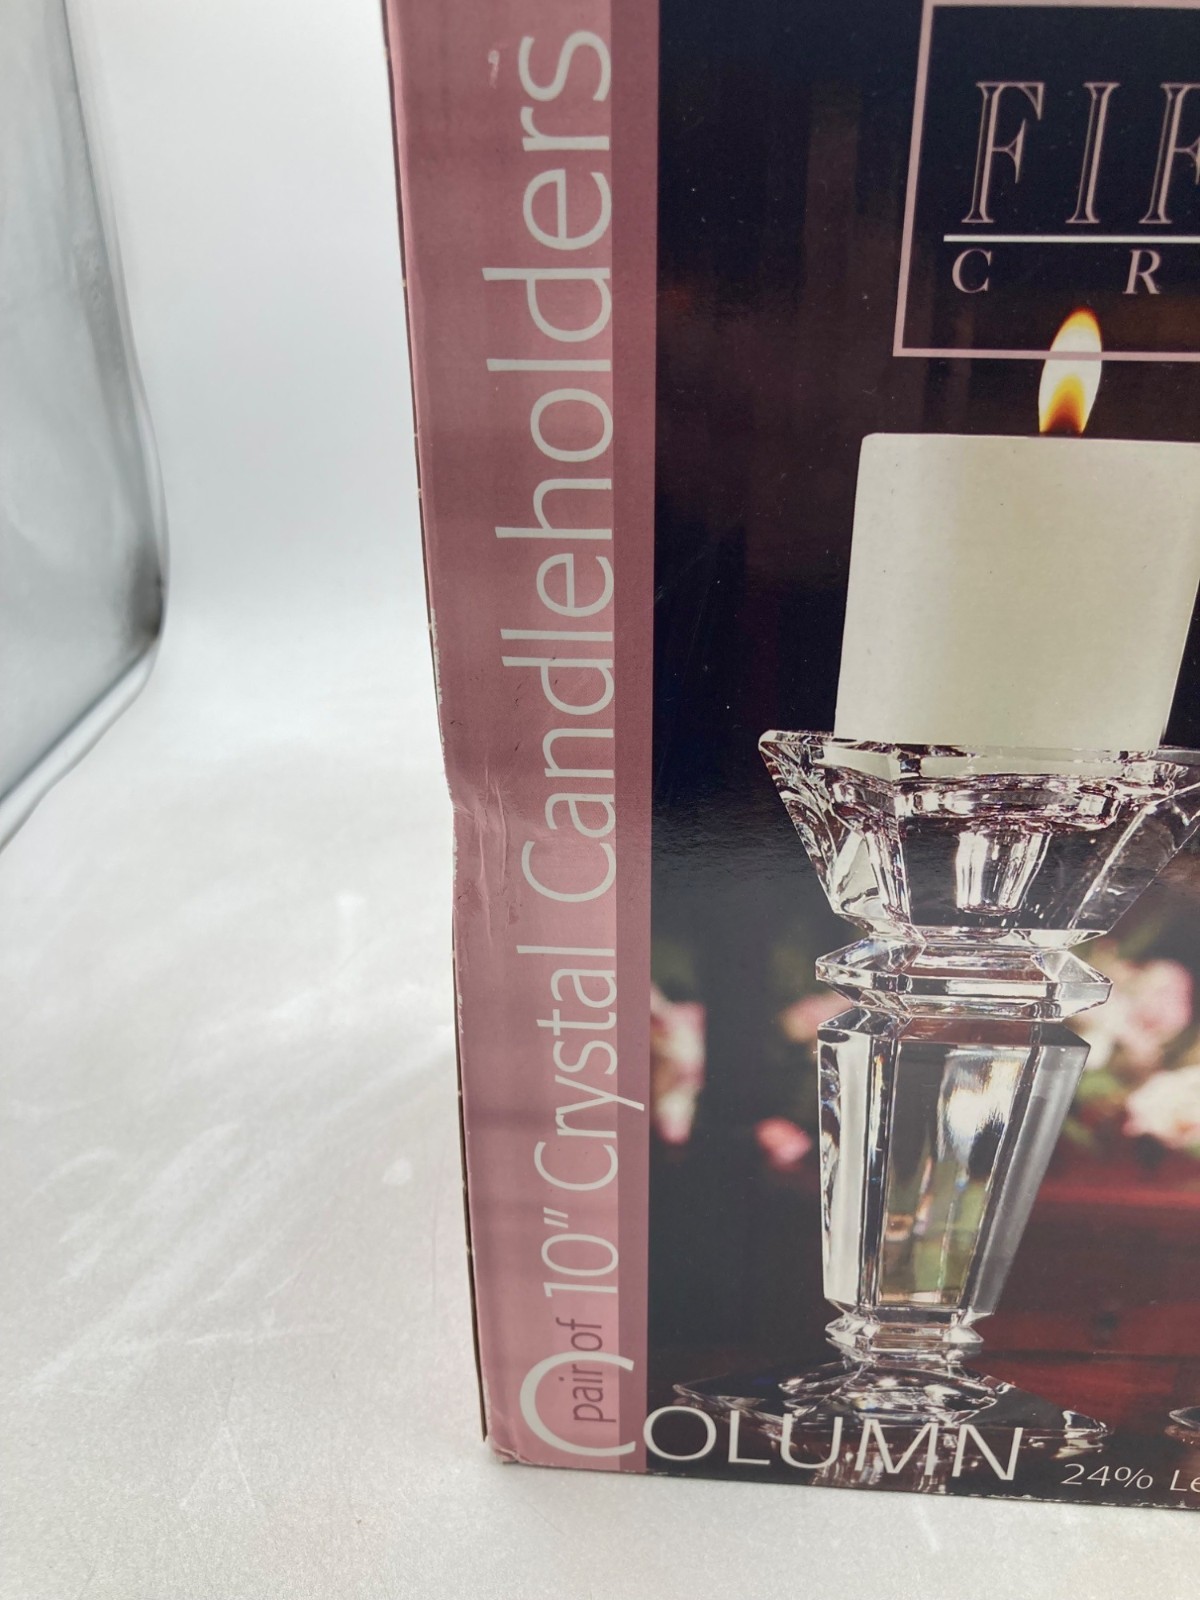 FIF
C R
pair of 10" Crystal Candleholders
COLUMN
24% Le